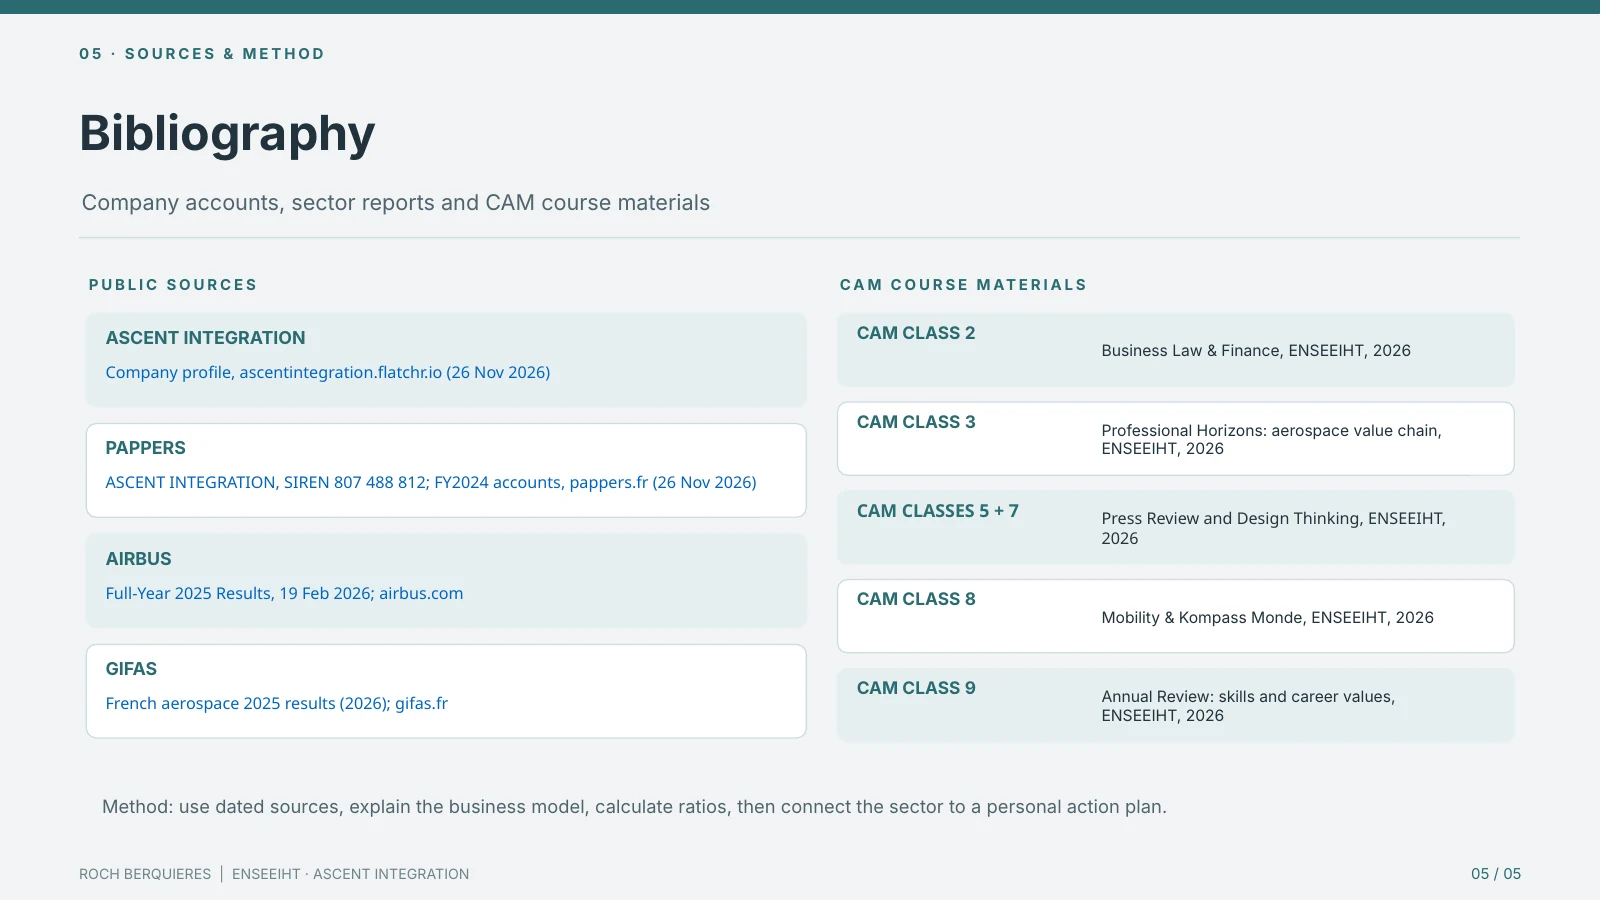 05 · SOURCES & METHOD
Bibliography
Company accounts, sector reports and CAM course materials
PUBLIC SOURCES
ASCENT INTEGRATION
Company profile, ascentintegration.flatchr.io (26 Nov 2026)
PAPPERS
ASCENT INTEGRATION, SIREN 807 488 812; FY2024 accounts, pappers.fr (26 Nov 2026)
AIRBUS
Full-Year 2025 Results, 19 Feb 2026; airbus.com
GIFAS
French aerospace 2025 results (2026); gifas.fr
CAM COURSE MATERIALS
CAM CLASS 2
Business Law & Finance, ENSEEIHT, 2026
CAM CLASS 3
Professional Horizons: aerospace value chain,
ENSEEIHT, 2026
CAM CLASSES 5 + 7
Press Review and Design Thinking, ENSEEIHT,
2026
CAM CLASS 8
Mobility & Kompass Monde, ENSEEIHT, 2026
CAM CLASS 9
Annual Review: skills and career values,
ENSEEIHT, 2026
Method: use dated sources, explain the business model, calculate ratios, then connect the sector to a personal action plan.
ROCH BERQUIERES | ENSEEIHT · ASCENT INTEGRATION
05 / 05